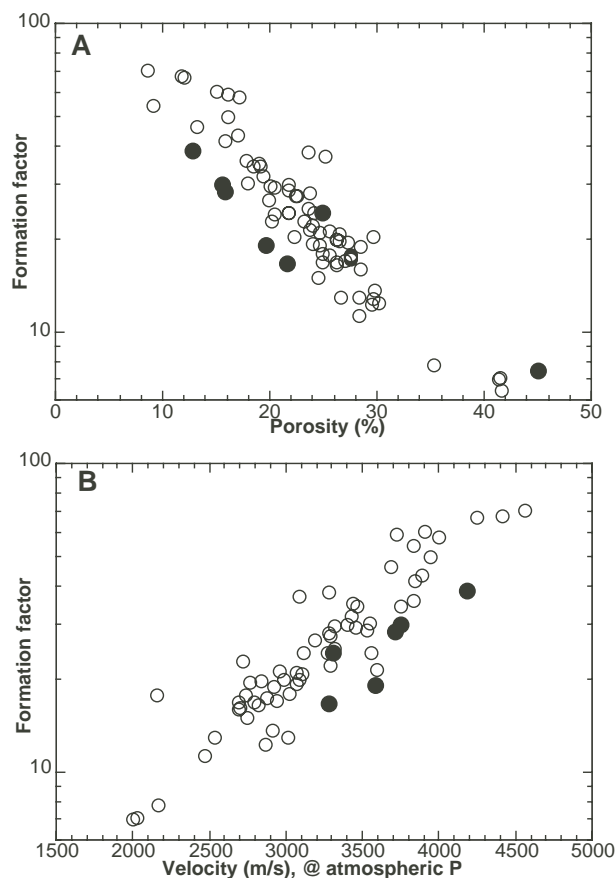 100
A
Formation factor
10
0 10 20 30 40 50
Porosity (%)
100
B
Formation factor
10
1500 2000 2500 3000 3500 4000 4500 5000
Velocity (m/s), @ atmospheric P